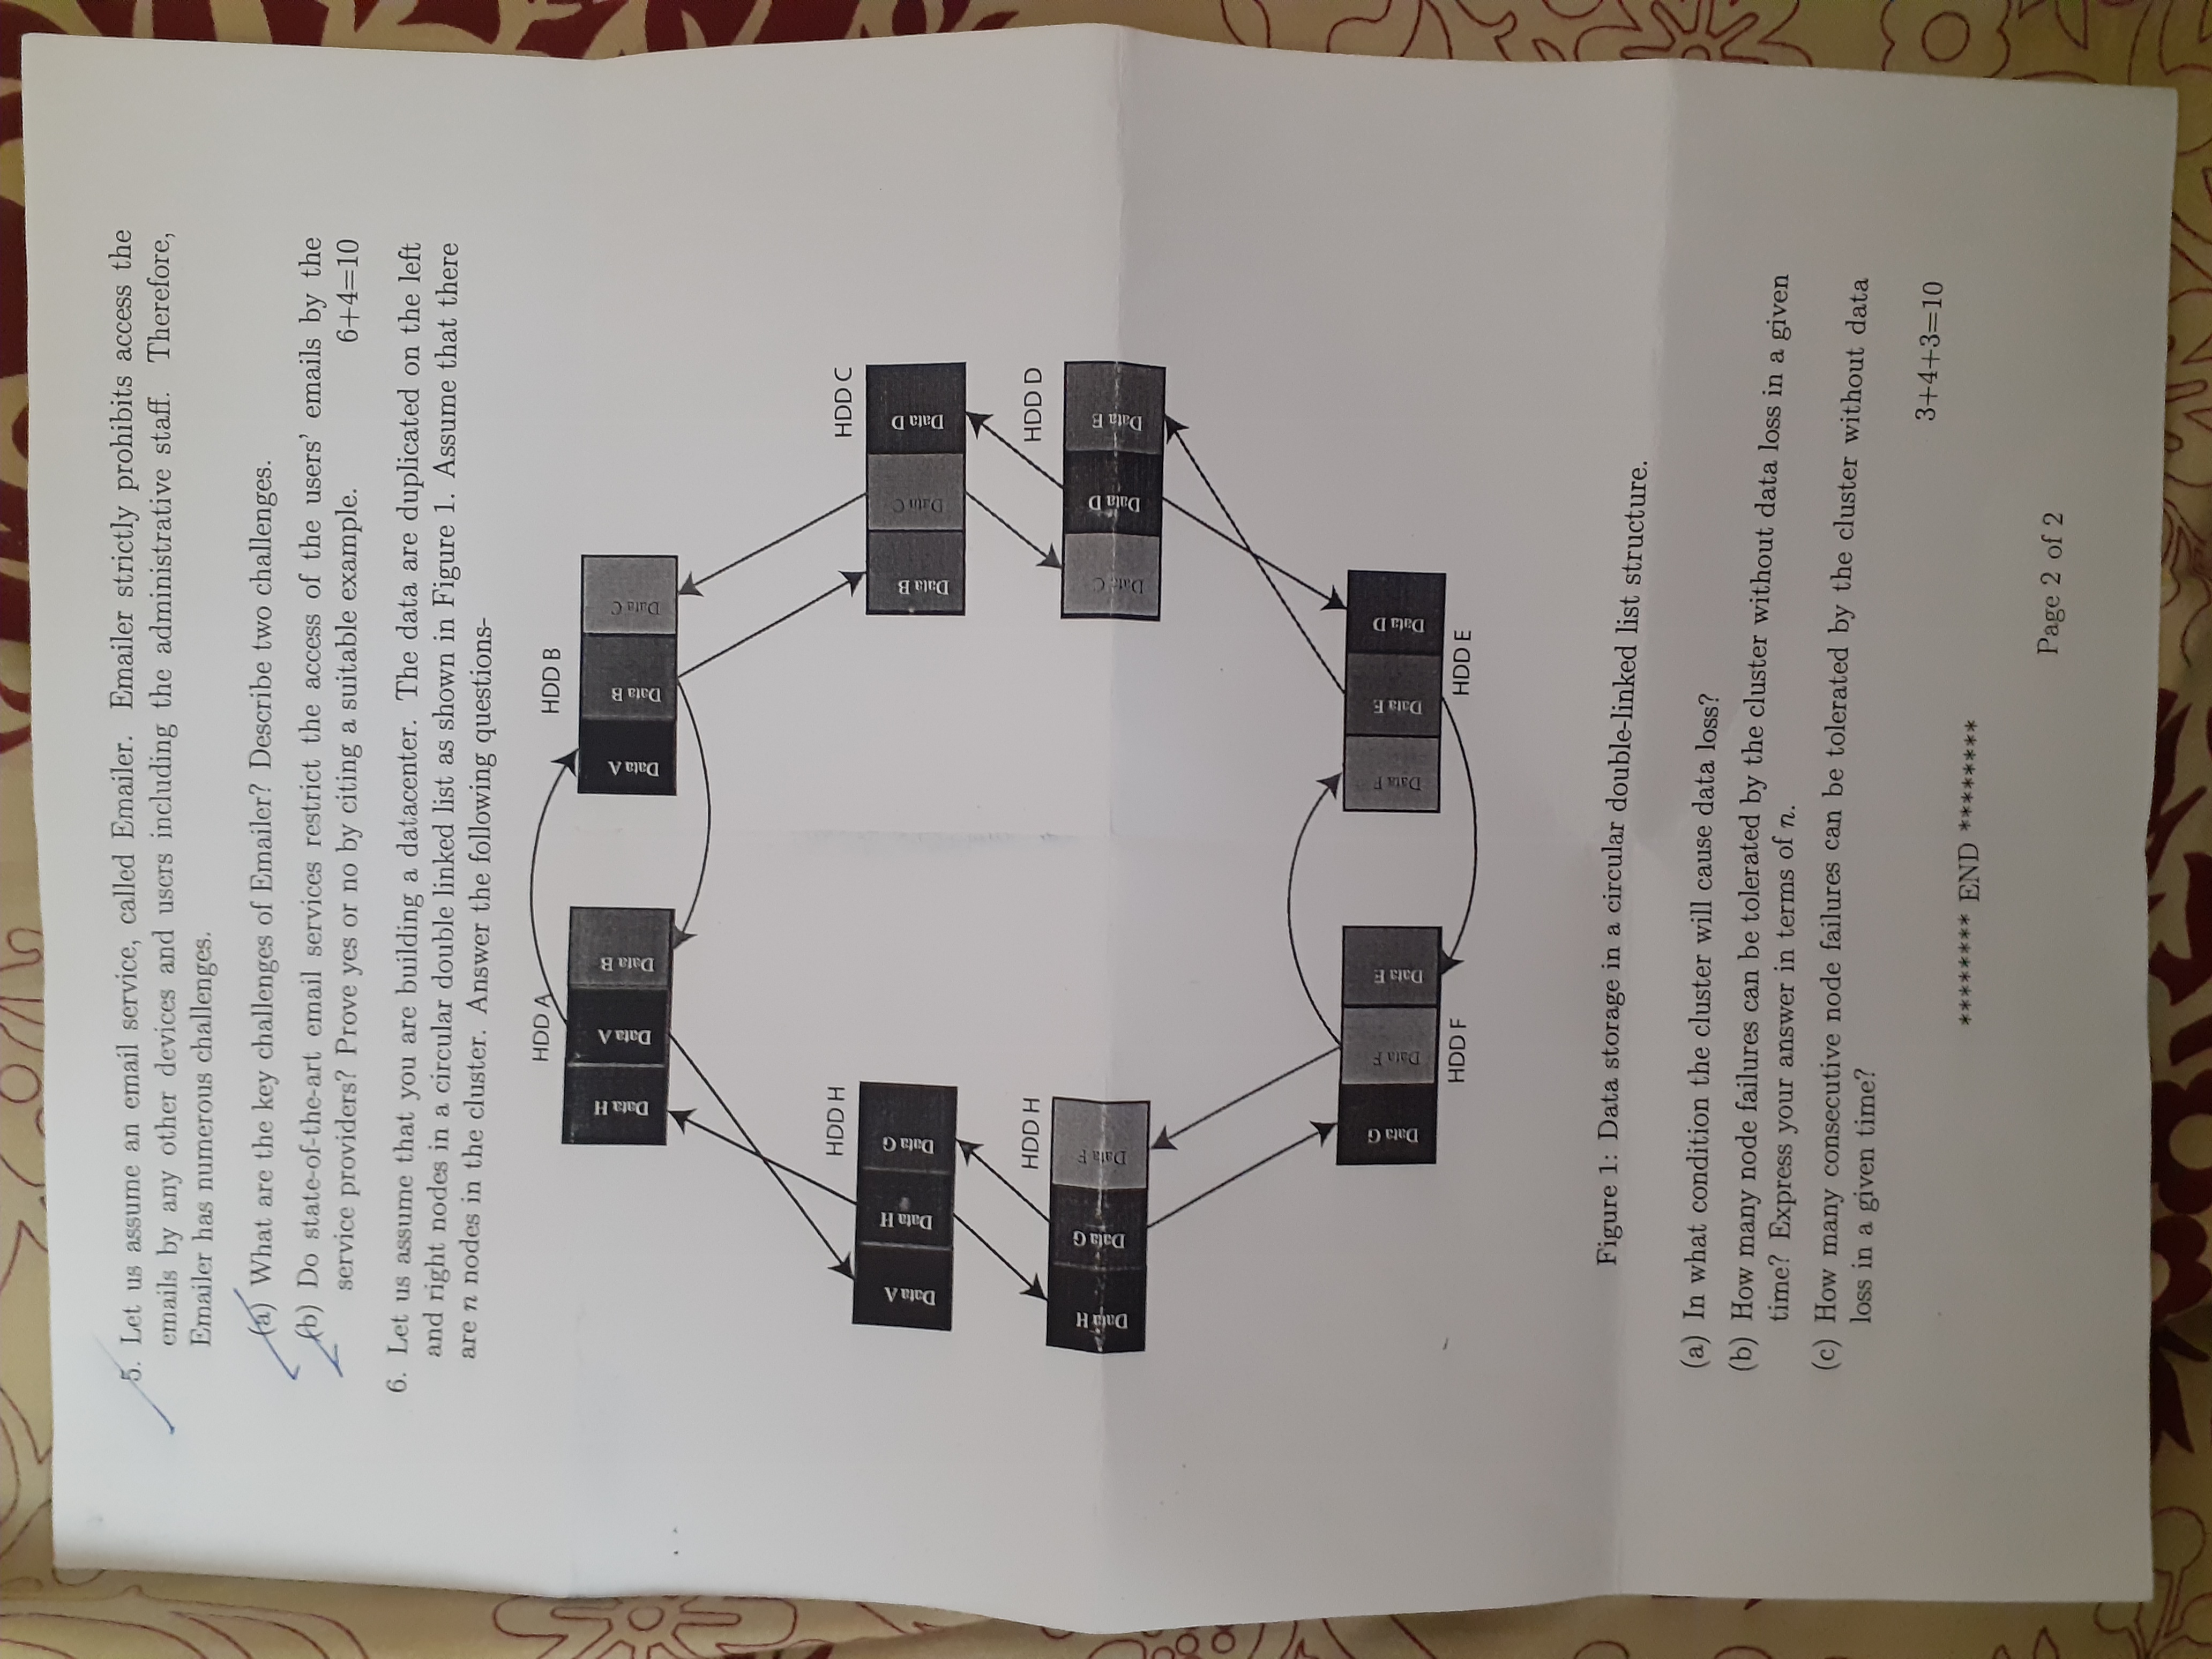 5. Let us assume an email service, called Emailer. Emailer strictly prohibits access the
emails by any other devices and users including the administrative staff. Therefore,
Emailer has numerous challenges.
(a) What are the key challenges of Emailer? Describe two challenges.
(b) Do state-of-the-art email services restrict the access of the users' emails by the
service providers? Prove yes or no by citing a suitable example. 6+4=10
6. Let us assume that you are building a datacenter. The data are duplicated on the left
and right nodes in a circular double linked list as shown in Figure 1. Assume that there
are n nodes in the cluster. Answer the following questions-
HDD A
HDD B
Data H
Data A
Data B
Data A
Data B
Data C
HDD H
HDD C
Data A
Data H
Data G
Data B
Data C
Data D
HDD H
HDD D
Data H
Data G
Data F
Data C
Data D
Data E
Data G
Data F
Data E
Data F
Data E
Data D
HDD F
HDD E
Figure 1: Data storage in a circular double-linked list structure.
(a) In what condition the cluster will cause data loss?
(b) How many node failures can be tolerated by the cluster without data loss in a given
time? Express your answer in terms of n.
(c) How many consecutive node failures can be tolerated by the cluster without data
loss in a given time?
3+4+3=10
******** END ********
Page 2 of 2